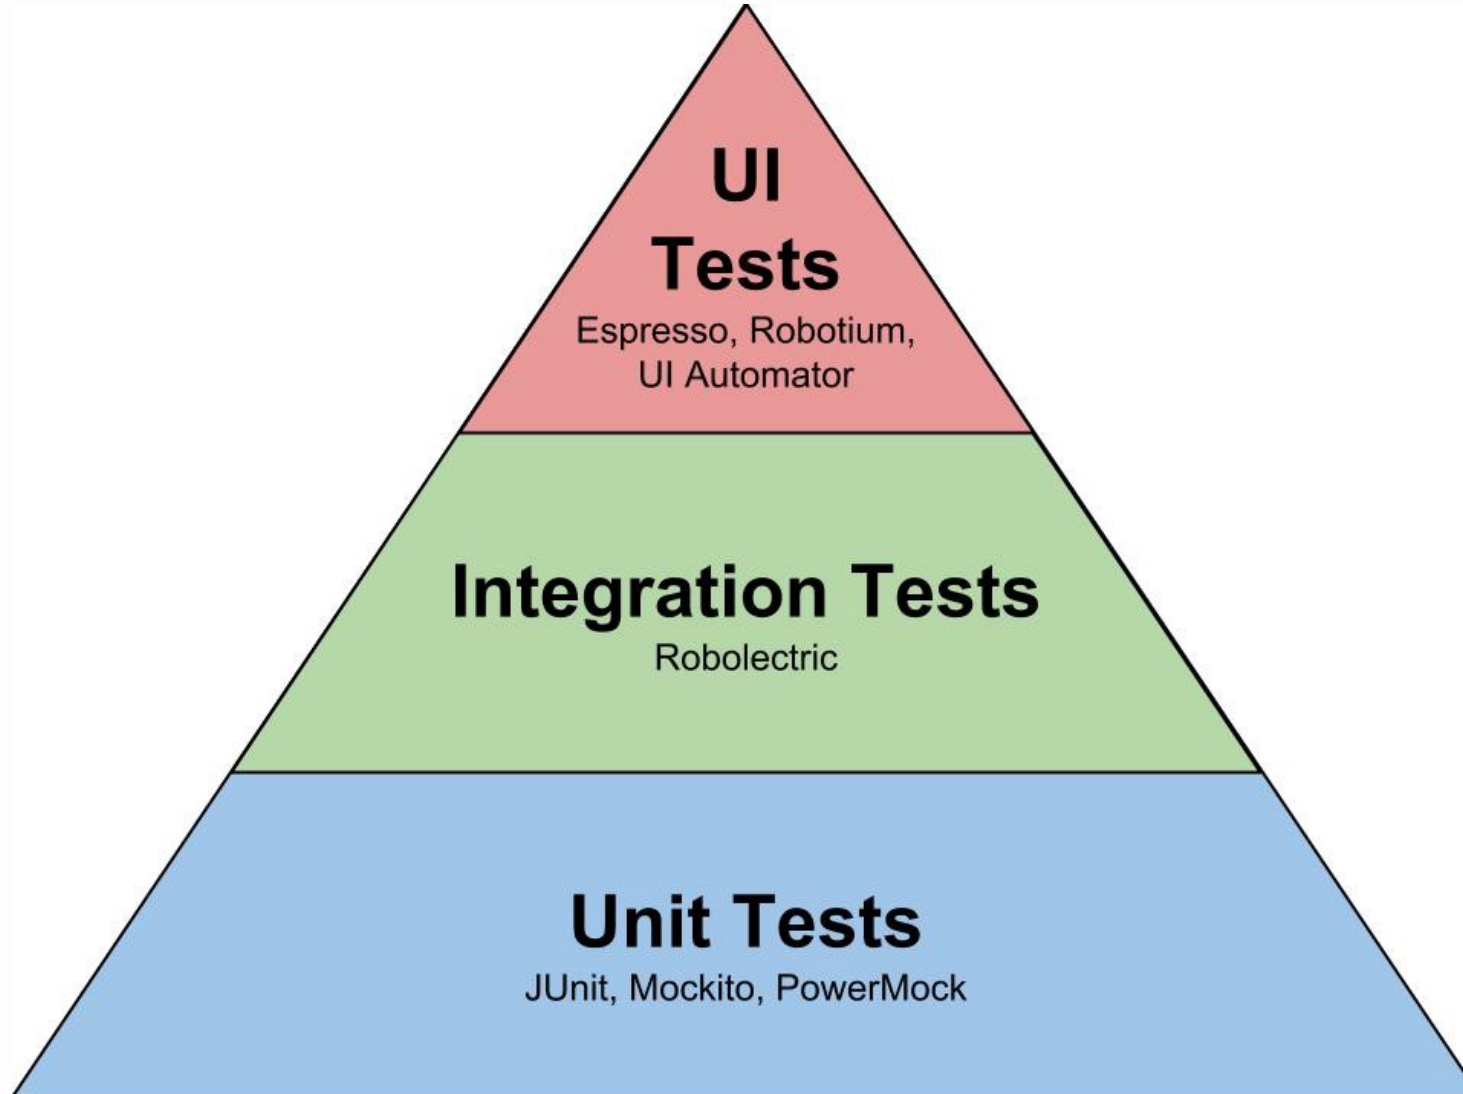 UI
Tests
Espresso, Robotium,
UI Automator
Integration Tests
Robolectric
Unit Tests
JUnit, Mockito, PowerMock